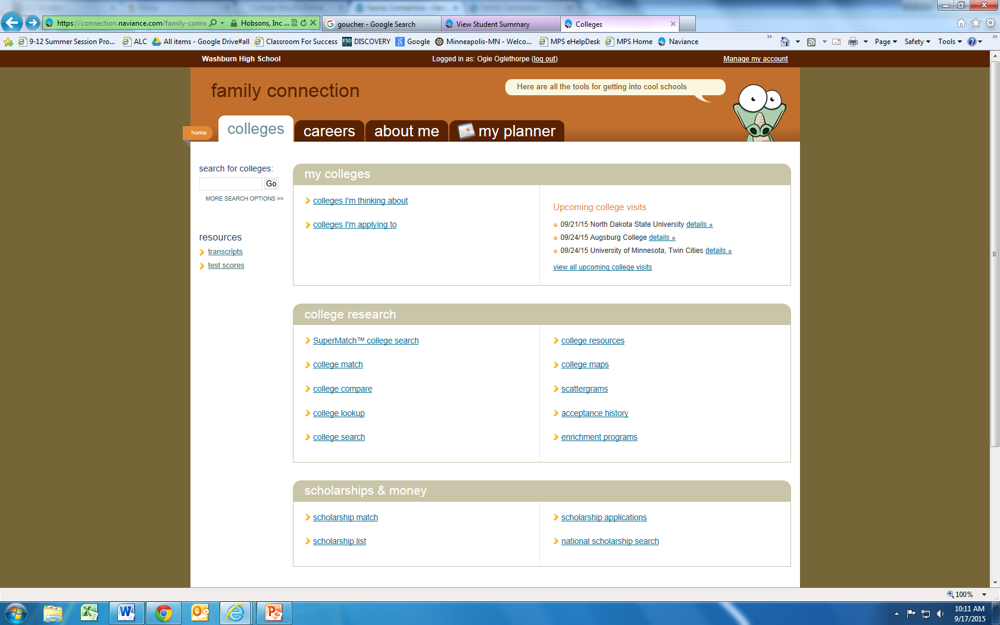 https://connection.naviance.com/family-conne
Hobsons, Inc ...
goucher - Google Search
View Student Summary
Colleges
9-12 Summer Session Pro...
ALC
All items - Google Drive#all
Classroom For Success
DISCOVERY
Google
Minneapolis-MN - Welco...
MPS eHelpDesk
MPS Home
Naviance
Page
Safety
Tools
Washburn High School
Logged in as: Ogie Oglethorpe (log out)
Manage my account
family connection
Here are all the tools for getting into cool schools
home
colleges
careers
about me
my planner
search for colleges:
Go
MORE SEARCH OPTIONS >>
resources
transcripts
test scores
my colleges
colleges I'm thinking about
colleges I'm applying to
Upcoming college visits
09/21/15 North Dakota State University details »
09/24/15 Augsburg College details »
09/24/15 University of Minnesota, Twin Cities details »
view all upcoming college visits
college research
SuperMatch™ college search
college match
college compare
college lookup
college search
college resources
college maps
scattergrams
acceptance history
enrichment programs
scholarships & money
scholarship match
scholarship list
scholarship applications
national scholarship search
100%
10:11 AM
9/17/2015